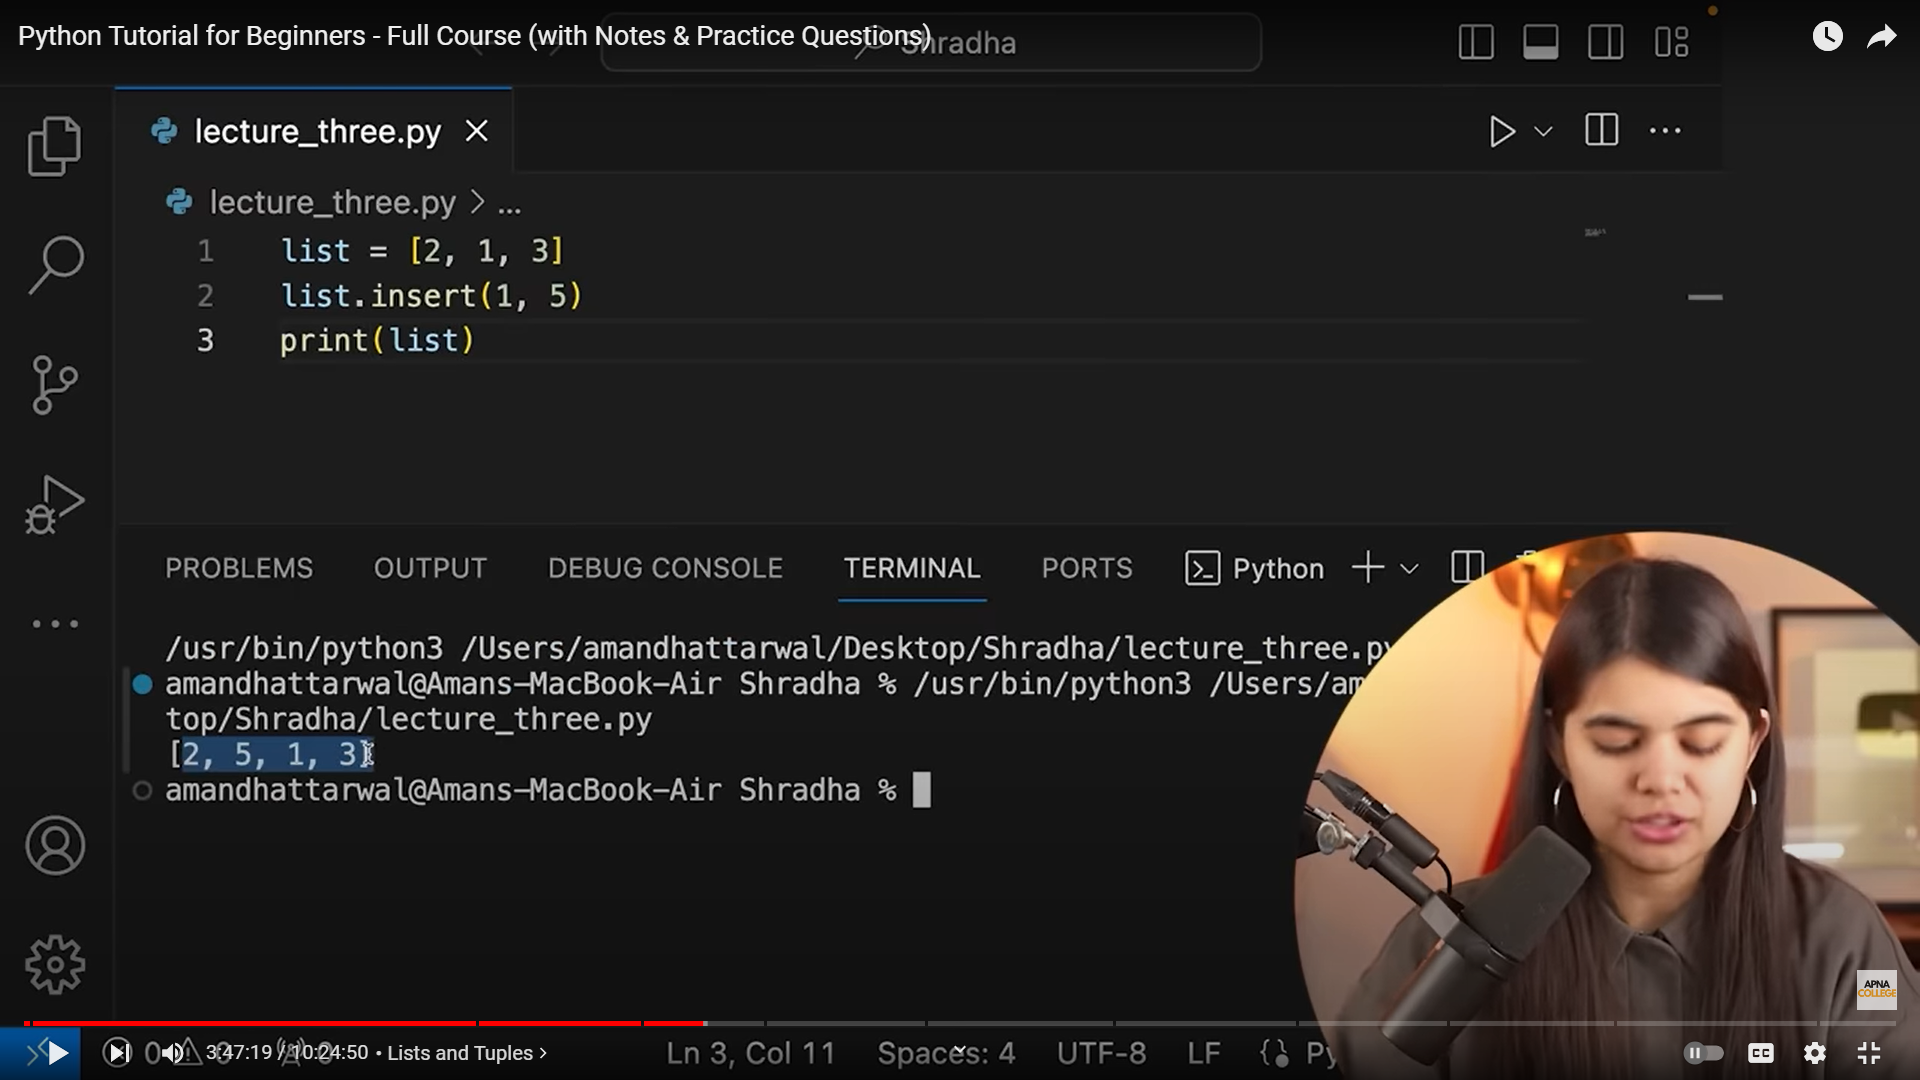 Python Tutorial for Beginners - Full Course (with Notes & Practice Questions)
Shradha
lecture_three.py
lecture_three.py > ...
1 list = [2, 1, 3]
2 list.insert(1, 5)
3 print(list)
PROBLEMS OUTPUT DEBUG CONSOLE TERMINAL PORTS Python
/usr/bin/python3 /Users/amandhattarwal/Desktop/Shradha/lecture_three.py
amandhattarwal@Amans-MacBook-Air Shradha % /usr/bin/python3 /Users/am
top/Shradha/lecture_three.py
[2, 5, 1, 3]
amandhattarwal@Amans-MacBook-Air Shradha %
APNA
COLLEGE
3:47:19 / 10:24:50 • Lists and Tuples >
Ln 3, Col 11 Spaces: 4 UTF-8 LF {} Py
CC